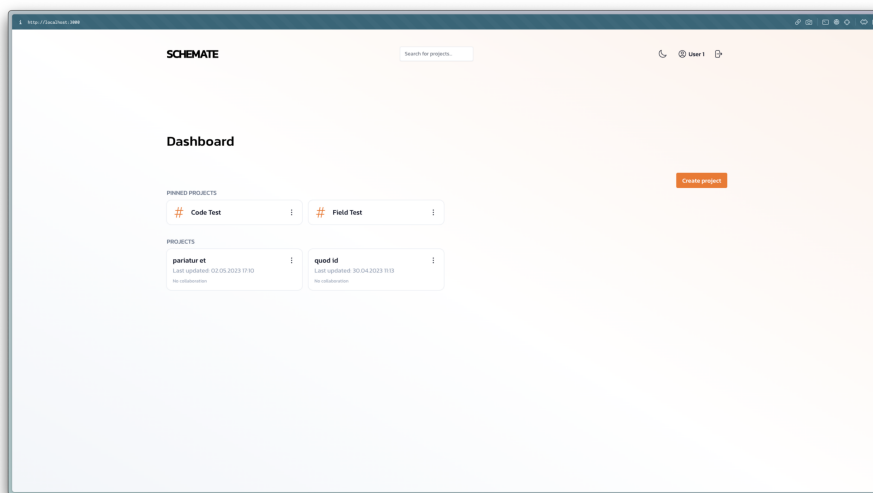 http://localhost:3000
SCHEMATE
Search for projects..
User 1
Dashboard
Create project
PINNED PROJECTS
# Code Test
# Field Test
PROJECTS
pariatur et
Last updated: 02.05.2023 17:10
No collaboration
quod id
Last updated: 30.04.2023 11:13
No collaboration